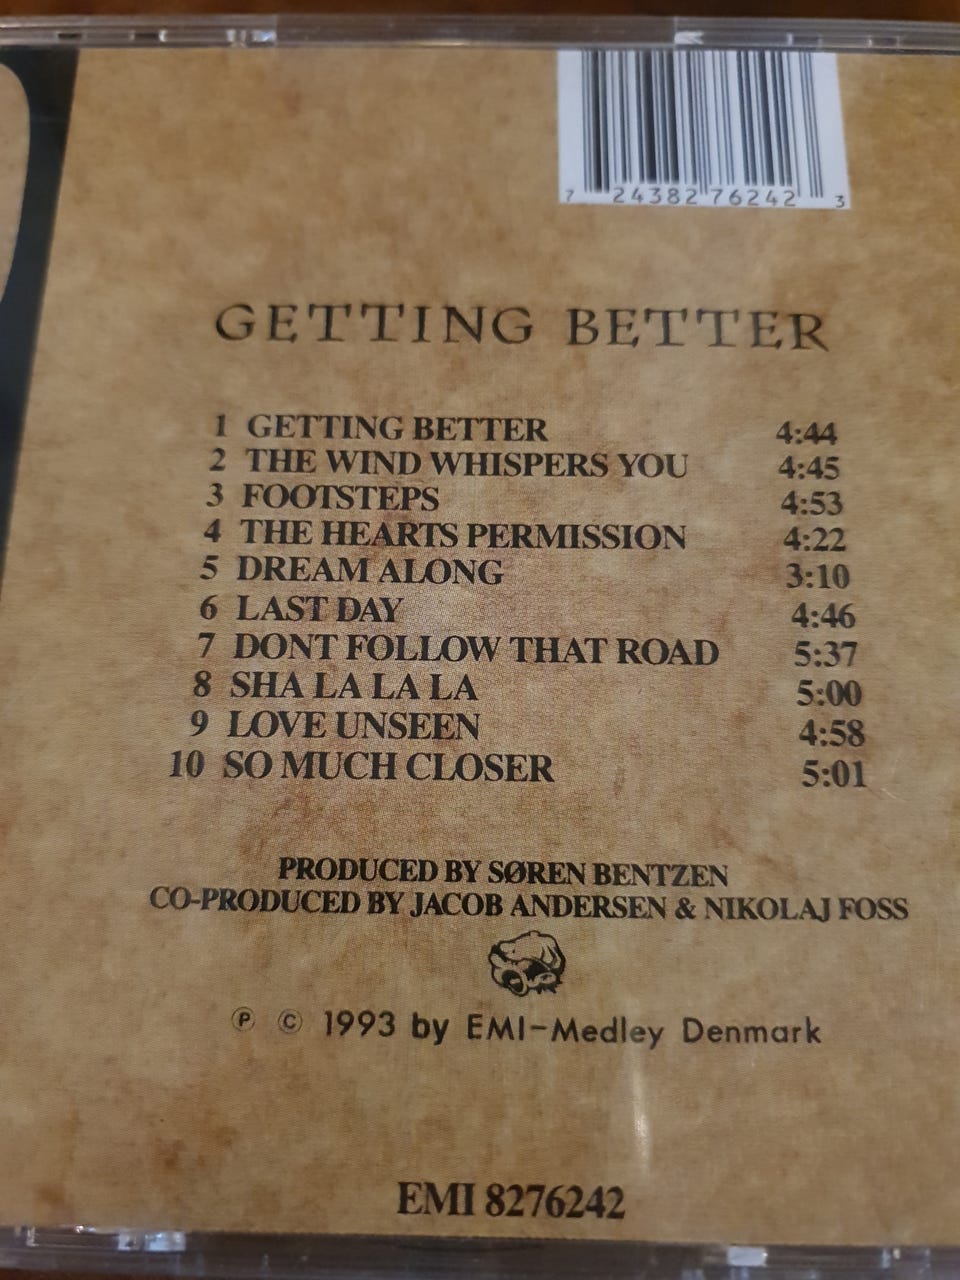 7 24382 76242 3
GETTING BETTER
1 GETTING BETTER 4:44
2 THE WIND WHISPERS YOU 4:45
3 FOOTSTEPS 4:53
4 THE HEARTS PERMISSION 4:22
5 DREAM ALONG 3:10
6 LAST DAY 4:46
7 DONT FOLLOW THAT ROAD 5:37
8 SHA LA LA LA 5:00
9 LOVE UNSEEN 4:58
10 SO MUCH CLOSER 5:01
PRODUCED BY SØREN BENTZEN
CO-PRODUCED BY JACOB ANDERSEN & NIKOLAJ FOSS
Ⓟ © 1993 by EMI-Medley Denmark
EMI 8276242